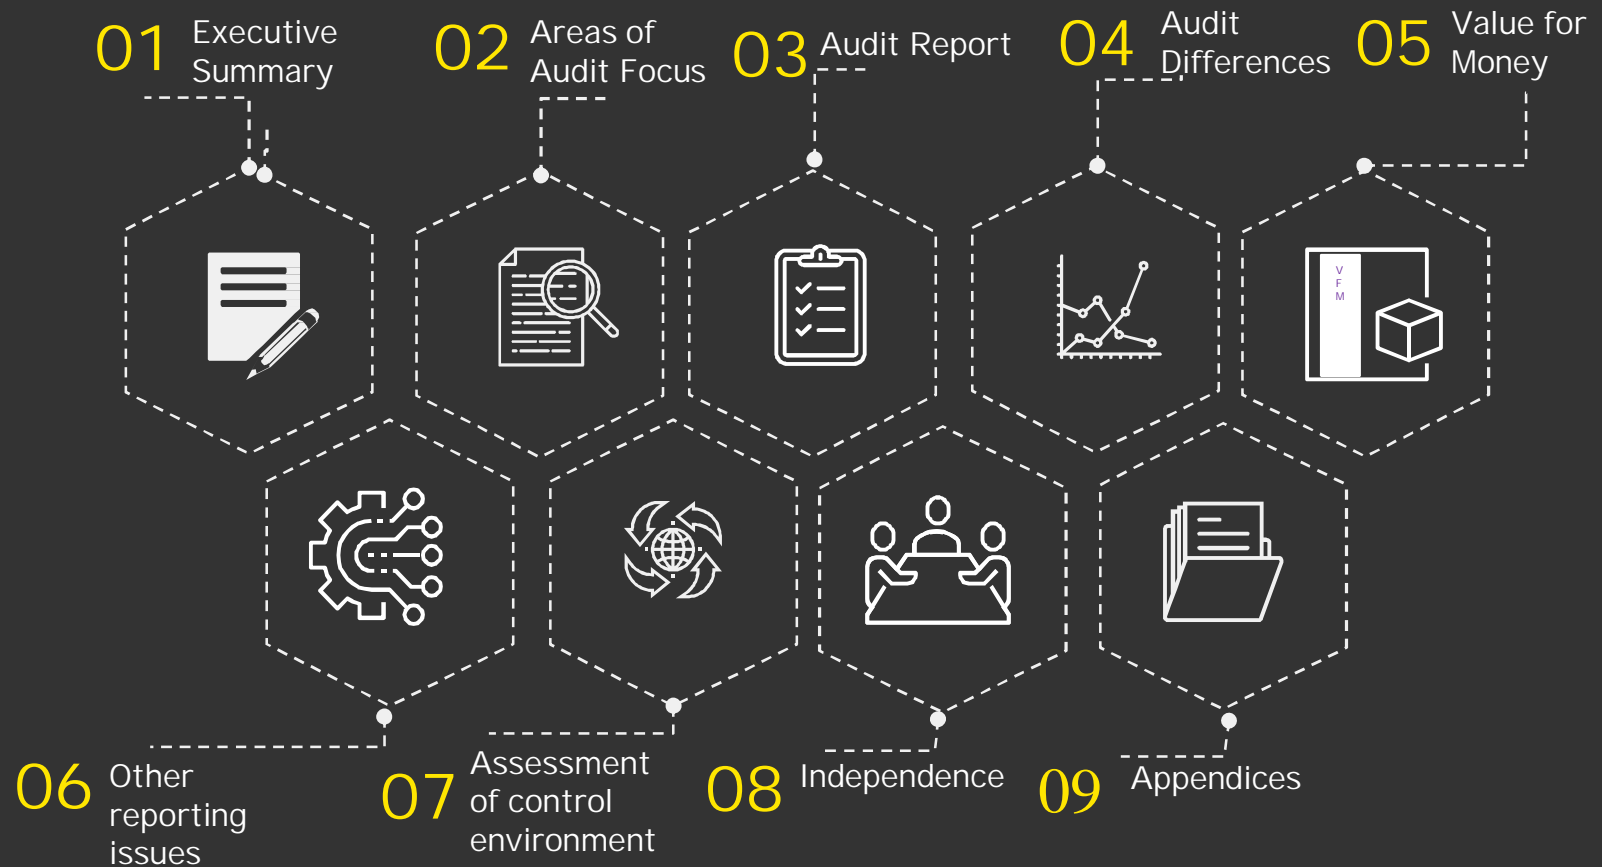 01 Executive
Summary
02 Areas of
Audit Focus
03 Audit Report
04 Audit
Differences
05 Value for
Money
V
F
M
06 Other
reporting
issues
07 Assessment
of control
environment
08 Independence
09 Appendices